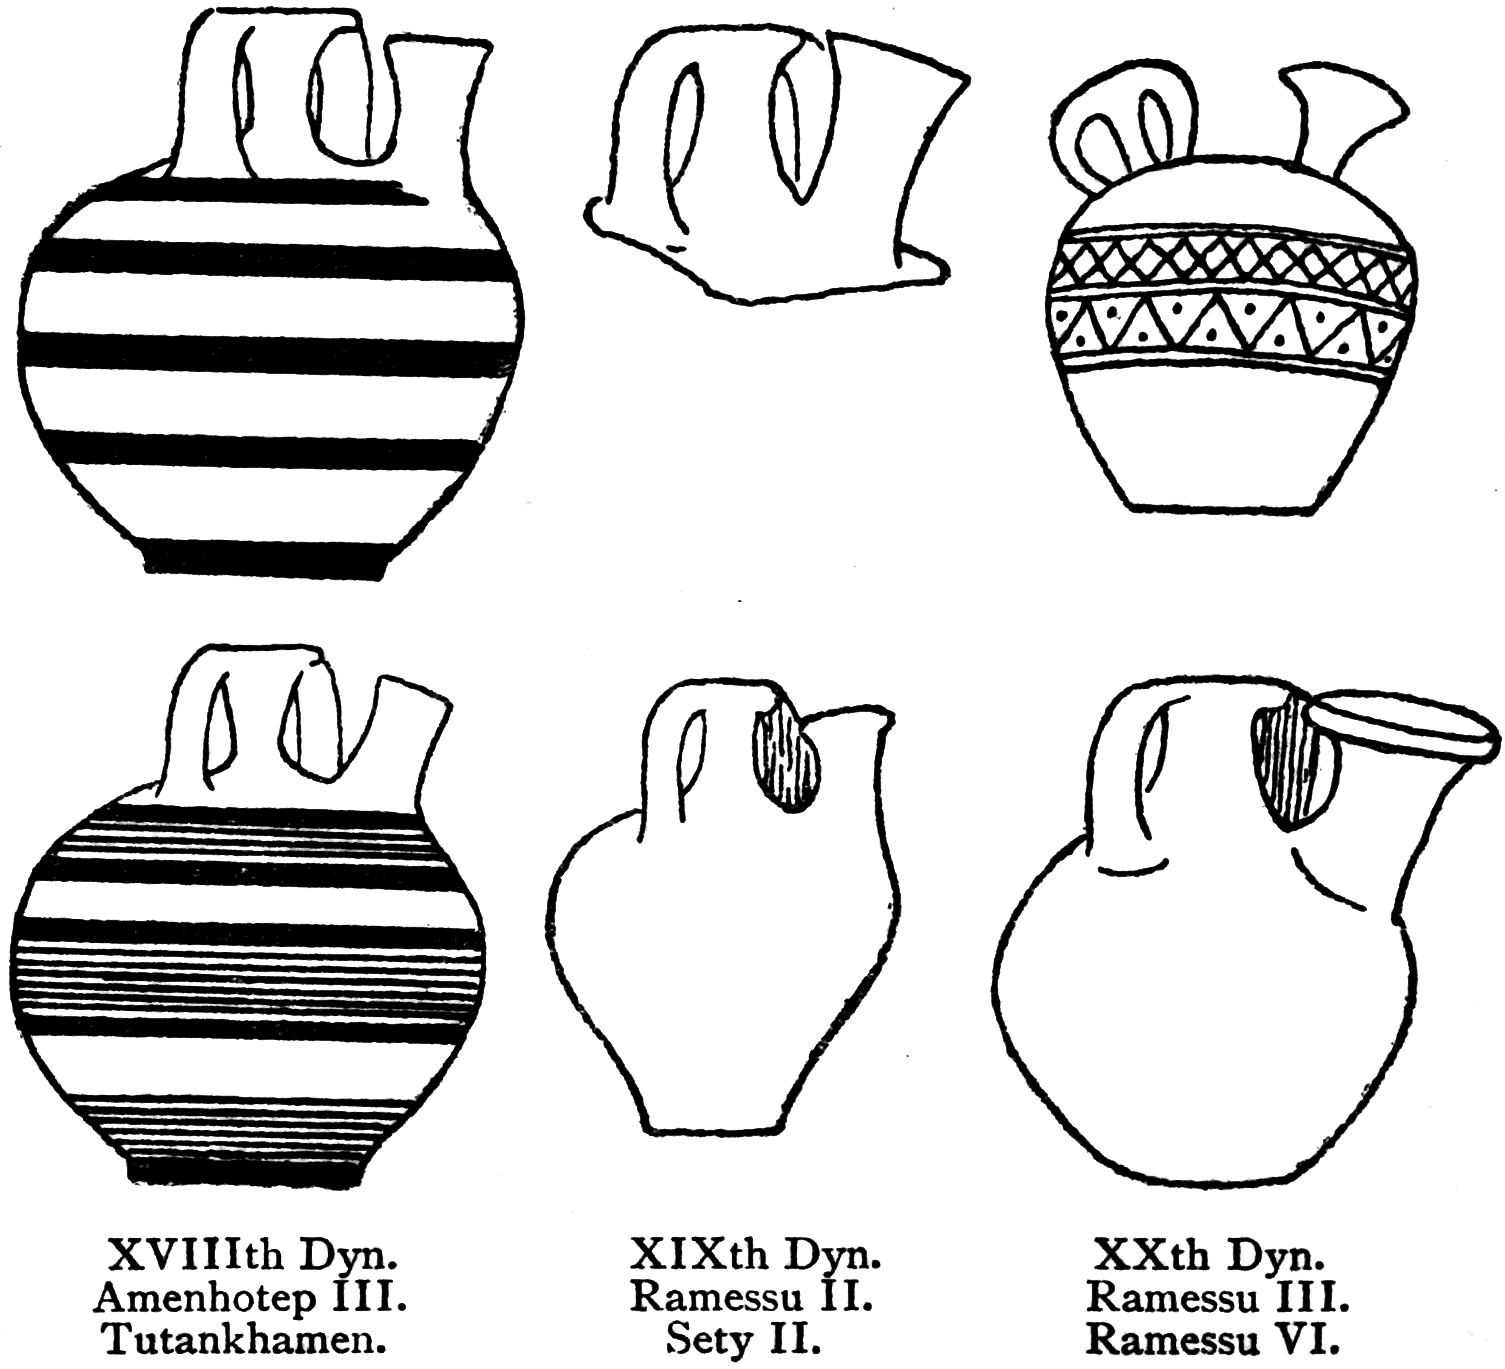 XVIIIth Dyn.
Amenhotep III.
Tutankhamen.
XIXth Dyn.
Ramessu II.
Sety II.
XXth Dyn.
Ramessu III.
Ramessu VI.